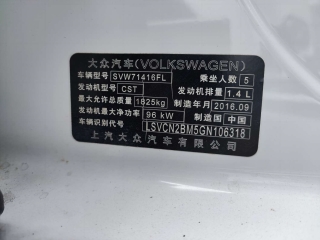 大众汽车(VOLKSWAGEN)
车辆型号 SVW71416FL 乘坐人数 5
发动机型号 CST 发动机排量 1.4 L
最大允许总质量 1825kg 制造年月 2016.09
发动机最大净功率 96 kW 制造国 中国
车辆识别代号 LSVCN2BM5GN106318
上汽大众汽车有限公司